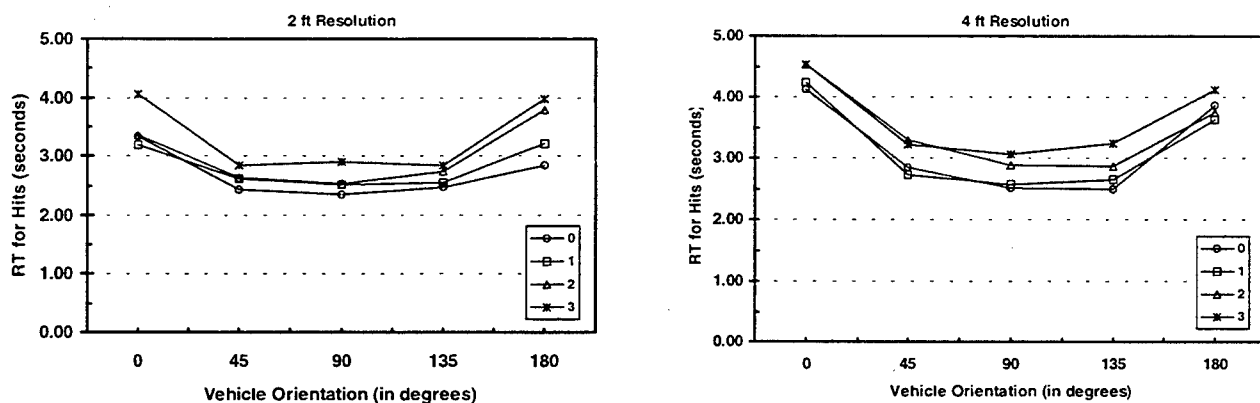 2 ft Resolution
5.00
4.00
3.00
2.00
1.00
0.00
RT for Hits (seconds)
0
1
2
3
0 45 90 135 180
Vehicle Orientation (in degrees)
4 ft Resolution
5.00
4.00
3.00
2.00
1.00
0.00
RT for Hits (seconds)
0
1
2
3
0 45 90 135 180
Vehicle Orientation (in degrees)